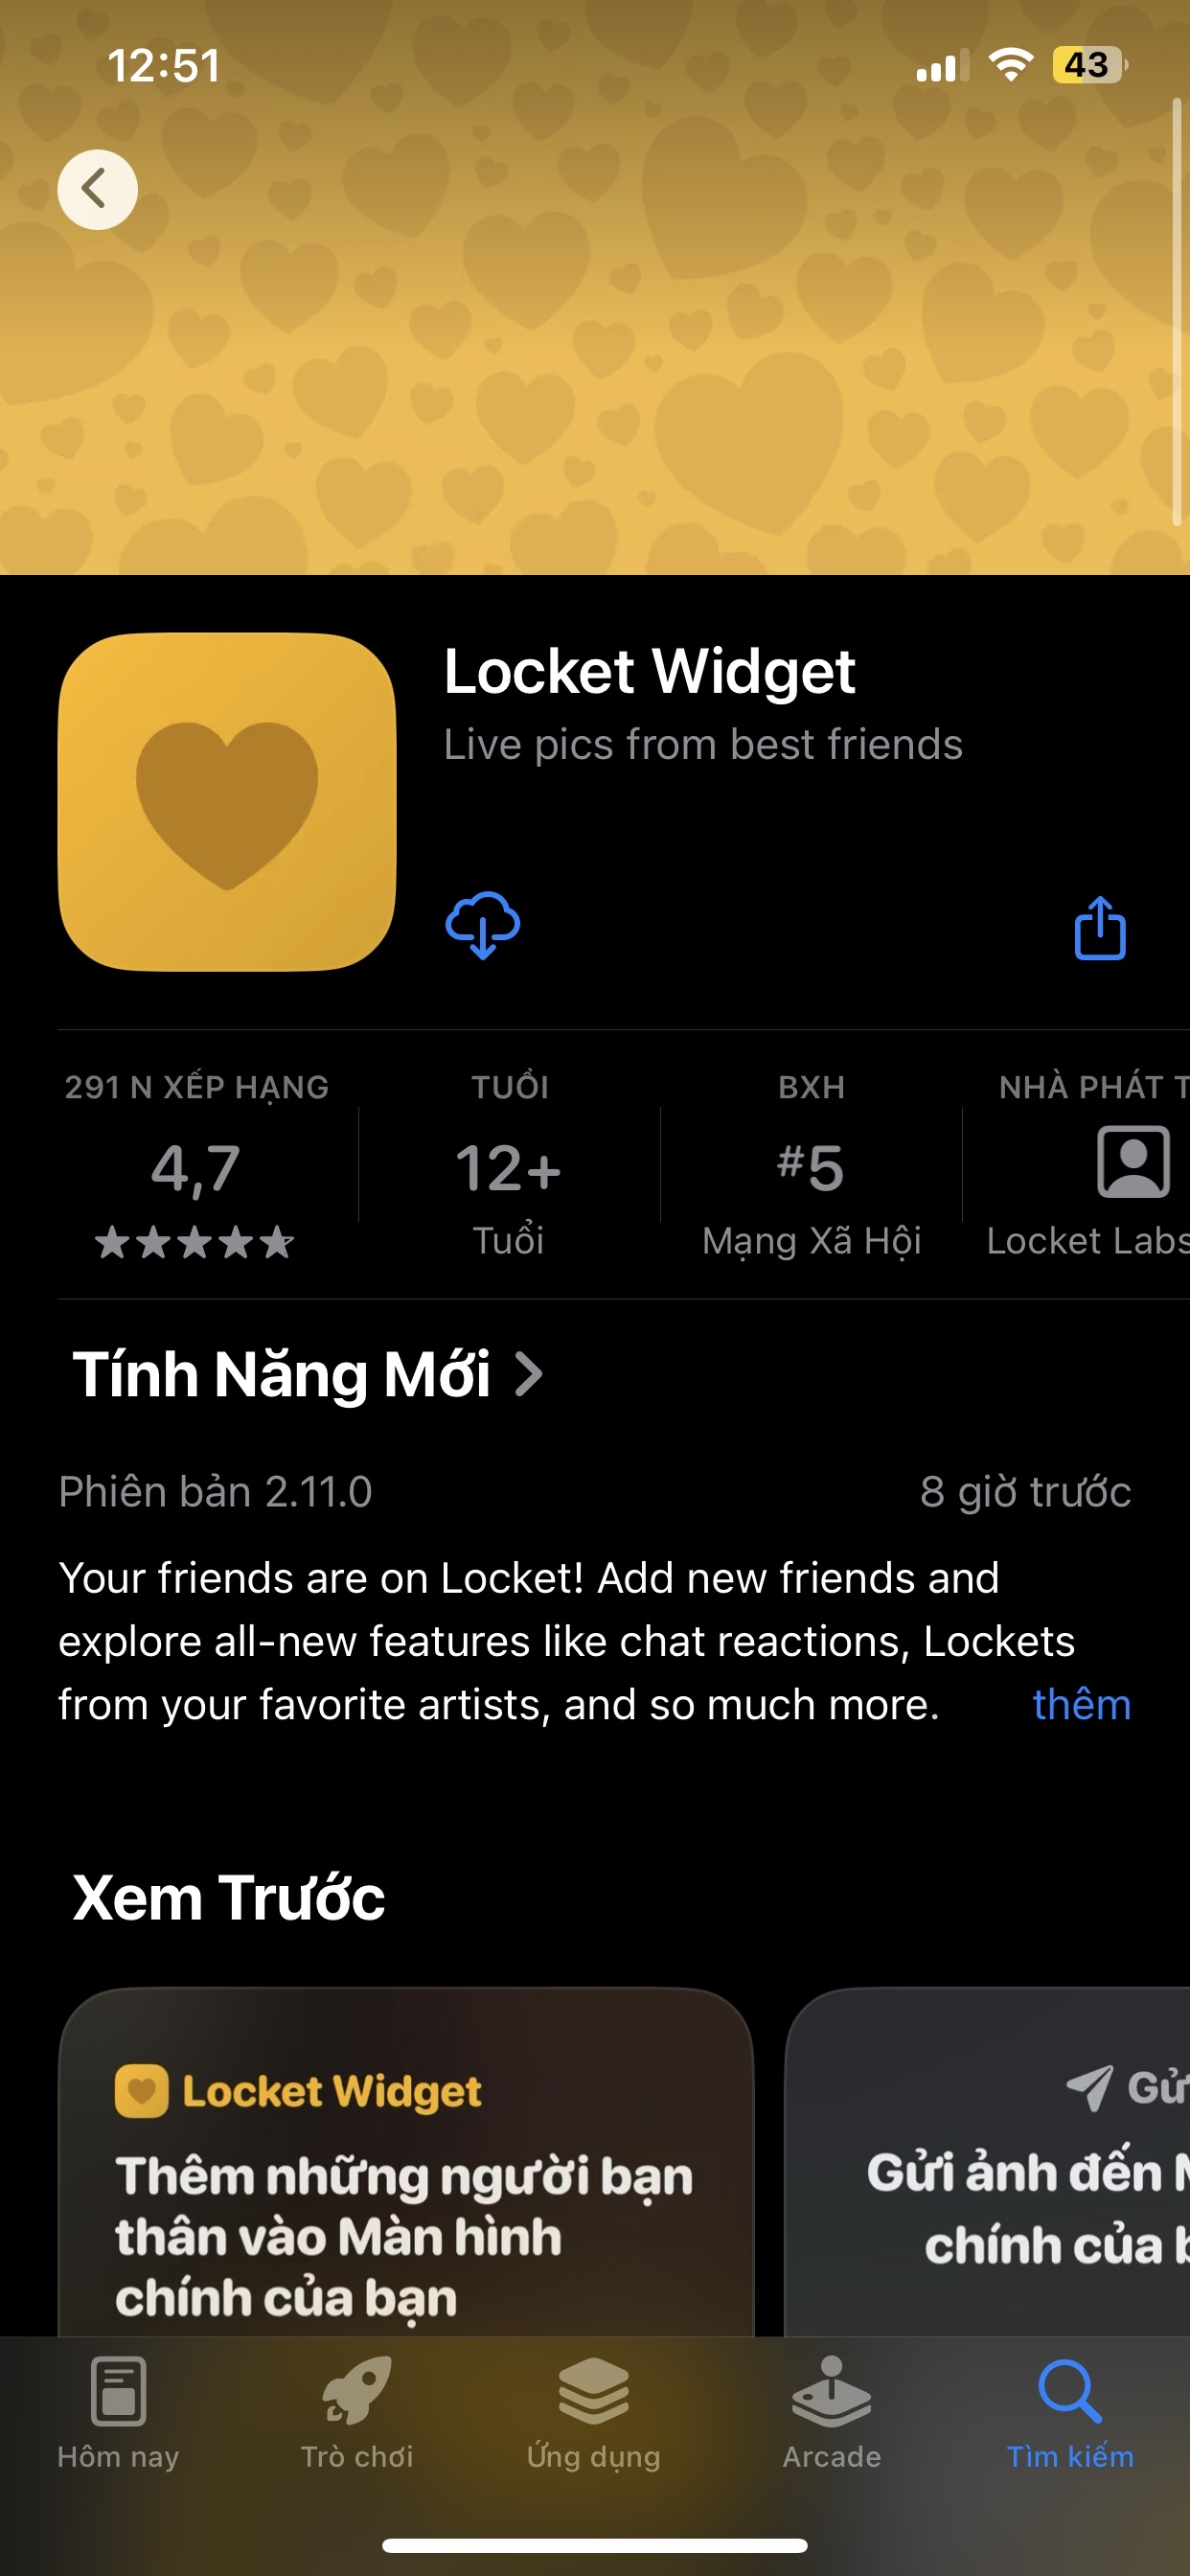 12:51
43
Locket Widget
Live pics from best friends
291 N XẾP HẠNG
4,7
TUỔI
12+
Tuổi
BXH
#5
Mạng Xã Hội
NHÀ PHÁT T
Locket Labs
Tính Năng Mới
Phiên bản 2.11.0
8 giờ trước
Your friends are on Locket! Add new friends and
explore all-new features like chat reactions, Lockets
from your favorite artists, and so much more.
thêm
Xem Trước
Locket Widget
Thêm những người bạn
thân vào Màn hình
chính của bạn
Gử
Gửi ảnh đến M
chính của b
Hôm nay
Trò chơi
Ứng dụng
Arcade
Tìm kiếm